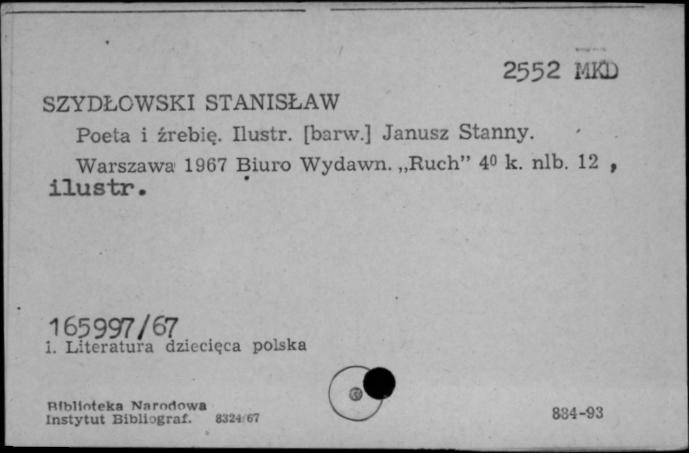 2552 MKD
SZYDŁOWSKI STANISŁAW
Poeta i źrebię. Ilustr. [barw.] Janusz Stanny.
Warszawa 1967 Biuro Wydawn. „Ruch” 4⁰ k. nlb. 12 ,
ilustr.
165997/67
1. Literatura dziecięca polska
Biblioteka Narodowa
Instytut Bibliograf. 8324/67
884-93